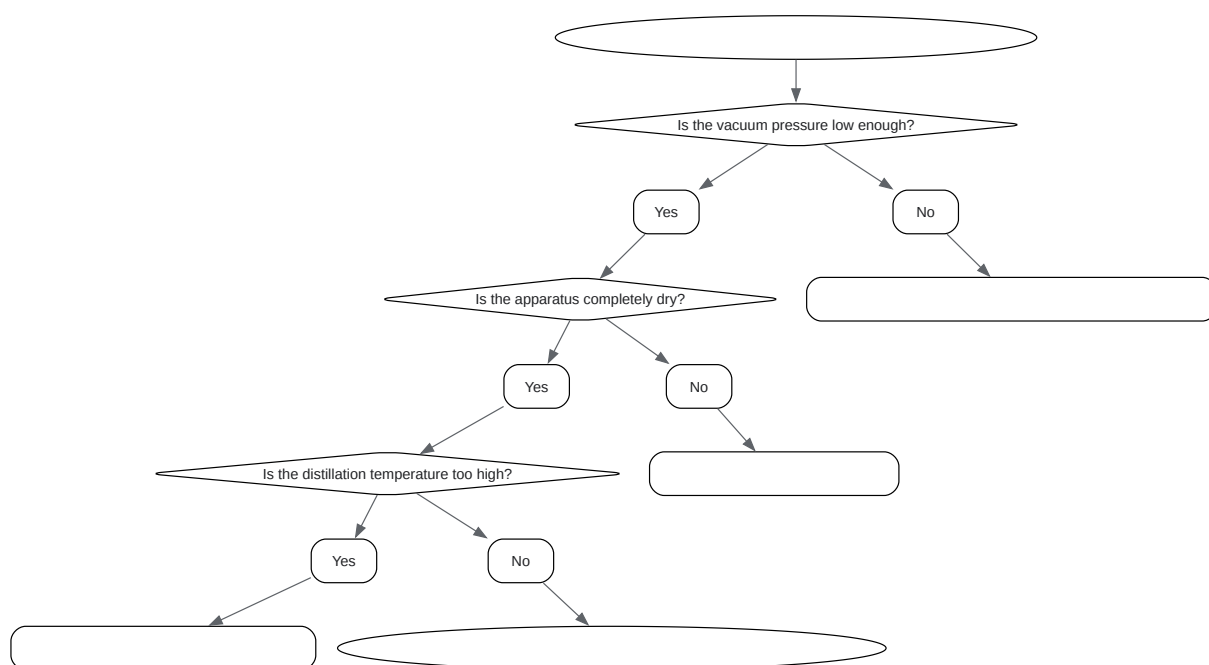 Is the vacuum pressure low enough?
Yes
No
Is the apparatus completely dry?
Yes
No
Is the distillation temperature too high?
Yes
No